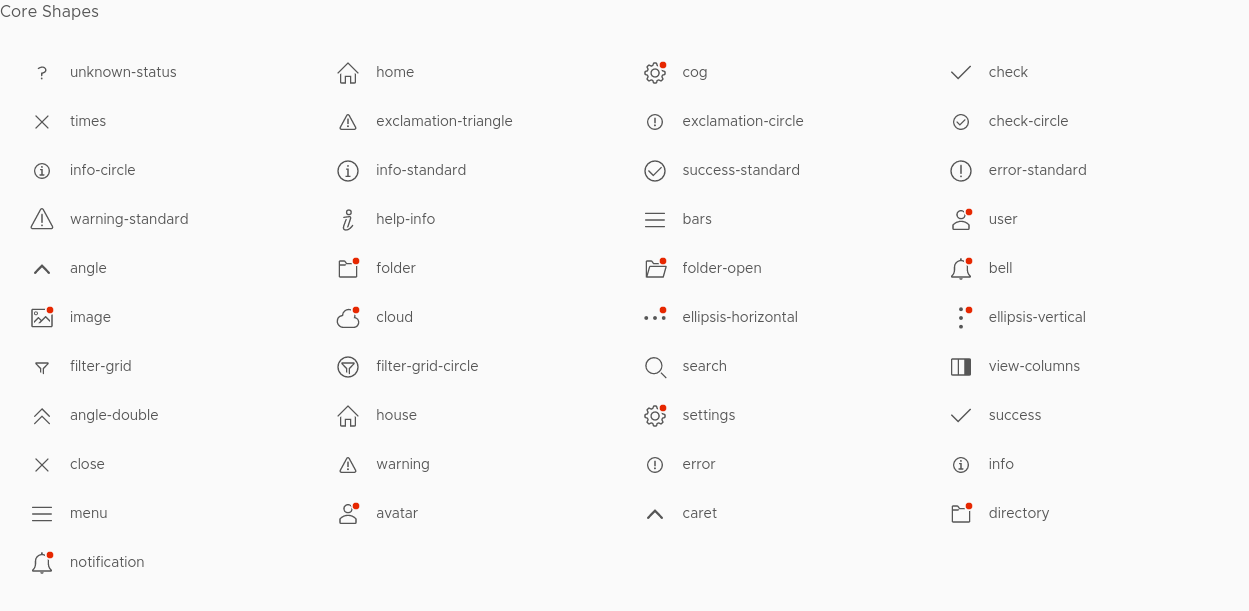 Core Shapes
unknown-status home cog check
times exclamation-triangle exclamation-circle check-circle
info-circle info-standard success-standard error-standard
warning-standard help-info bars user
angle folder folder-open bell
image cloud ellipsis-horizontal ellipsis-vertical
filter-grid filter-grid-circle search view-columns
angle-double house settings success
close warning error info
menu avatar caret directory
notification